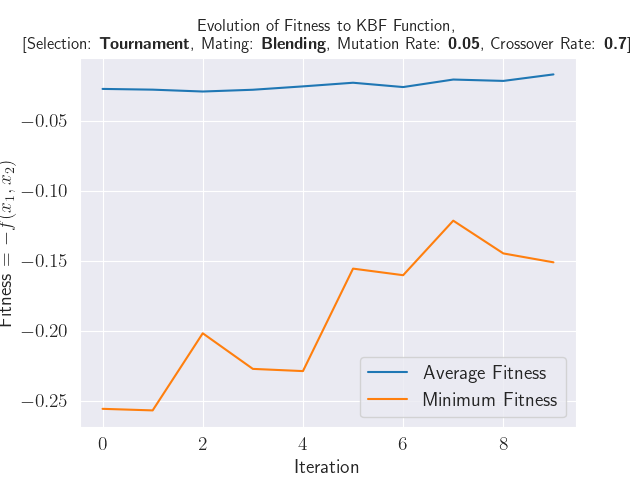 Evolution of Fitness to KBF Function,
[Selection: Tournament, Mating: Blending, Mutation Rate: 0.05, Crossover Rate: 0.7]
Fitness = −f(x₁, x₂)
−0.05
−0.10
−0.15
−0.20
−0.25
Average Fitness
Minimum Fitness
0 2 4 6 8
Iteration